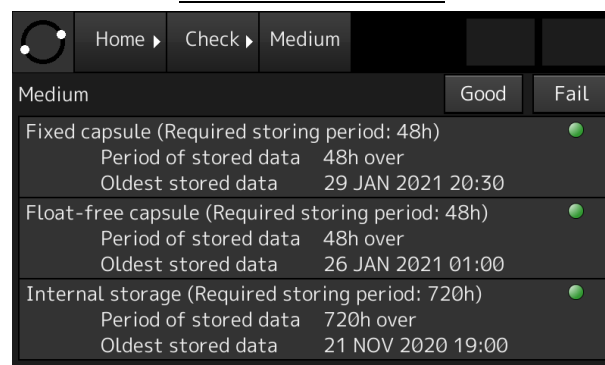 Home ▸ Check ▸ Medium
Medium Good Fail
Fixed capsule (Required storing period: 48h)
Period of stored data 48h over
Oldest stored data 29 JAN 2021 20:30
Float-free capsule (Required storing period: 48h)
Period of stored data 48h over
Oldest stored data 26 JAN 2021 01:00
Internal storage (Required storing period: 720h)
Period of stored data 720h over
Oldest stored data 21 NOV 2020 19:00